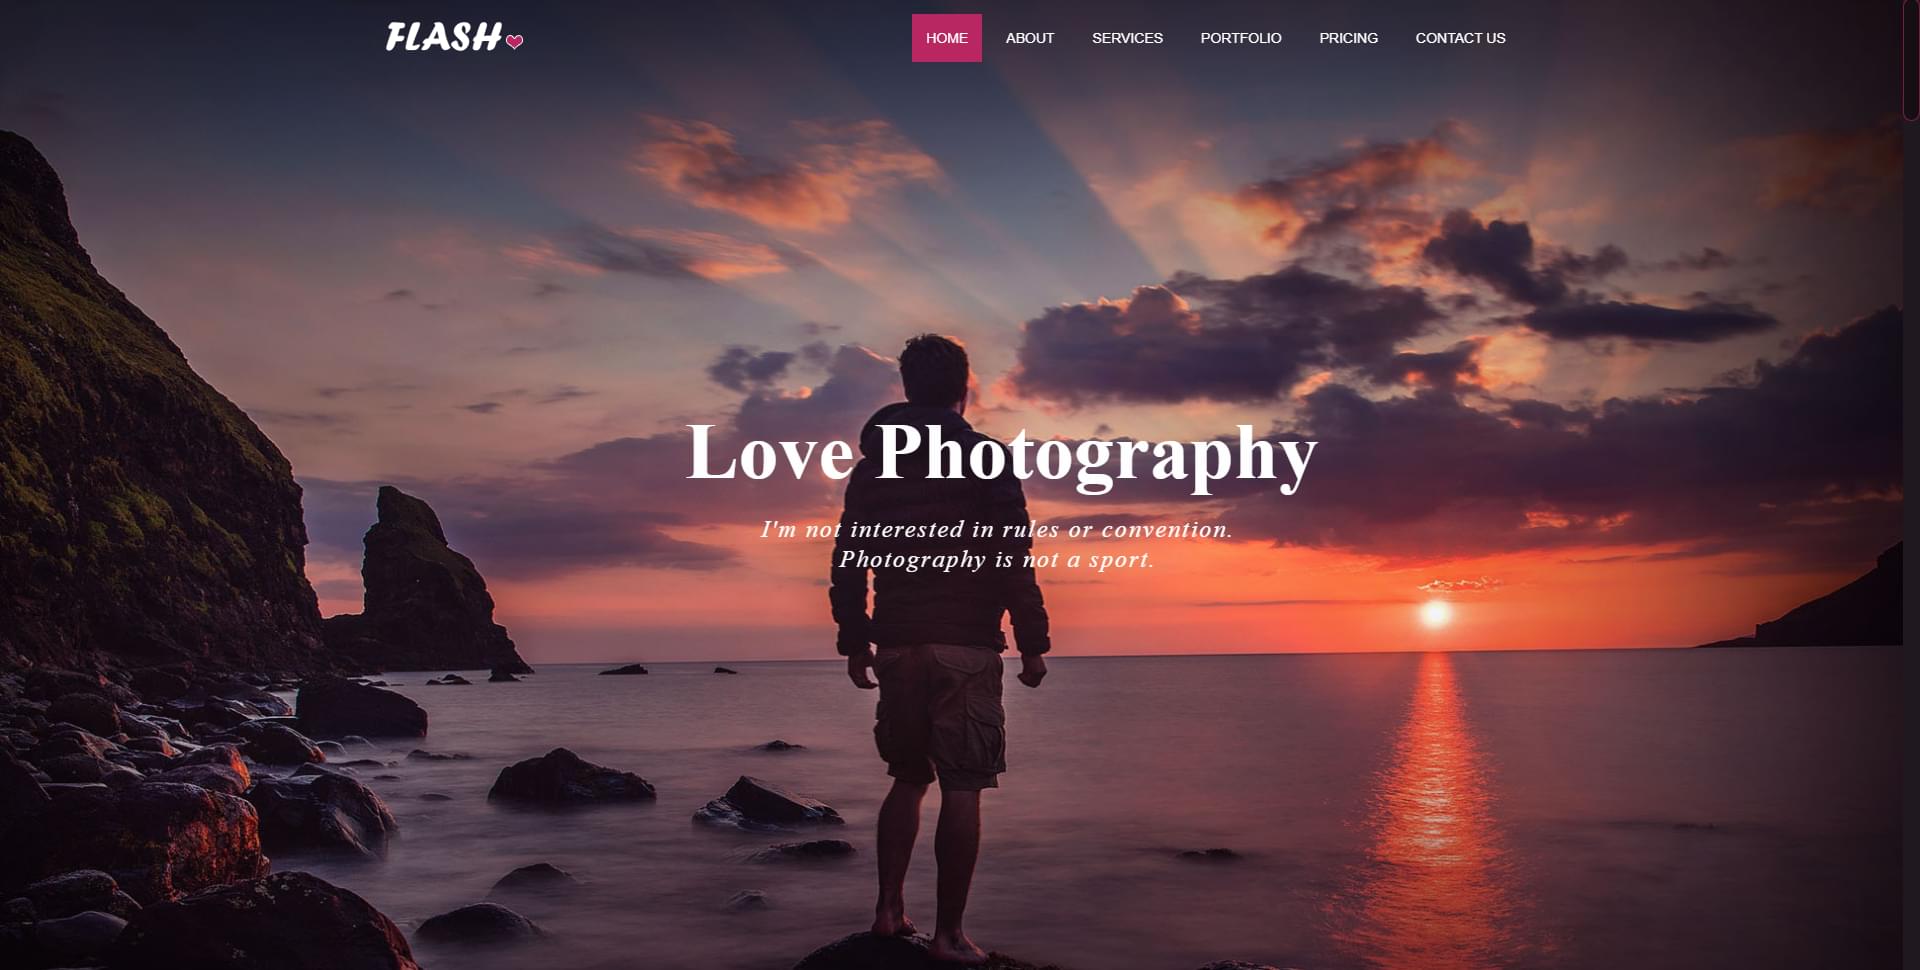 FLASH
HOME ABOUT SERVICES PORTFOLIO PRICING CONTACT US
Love Photography
I'm not interested in rules or convention.
Photography is not a sport.